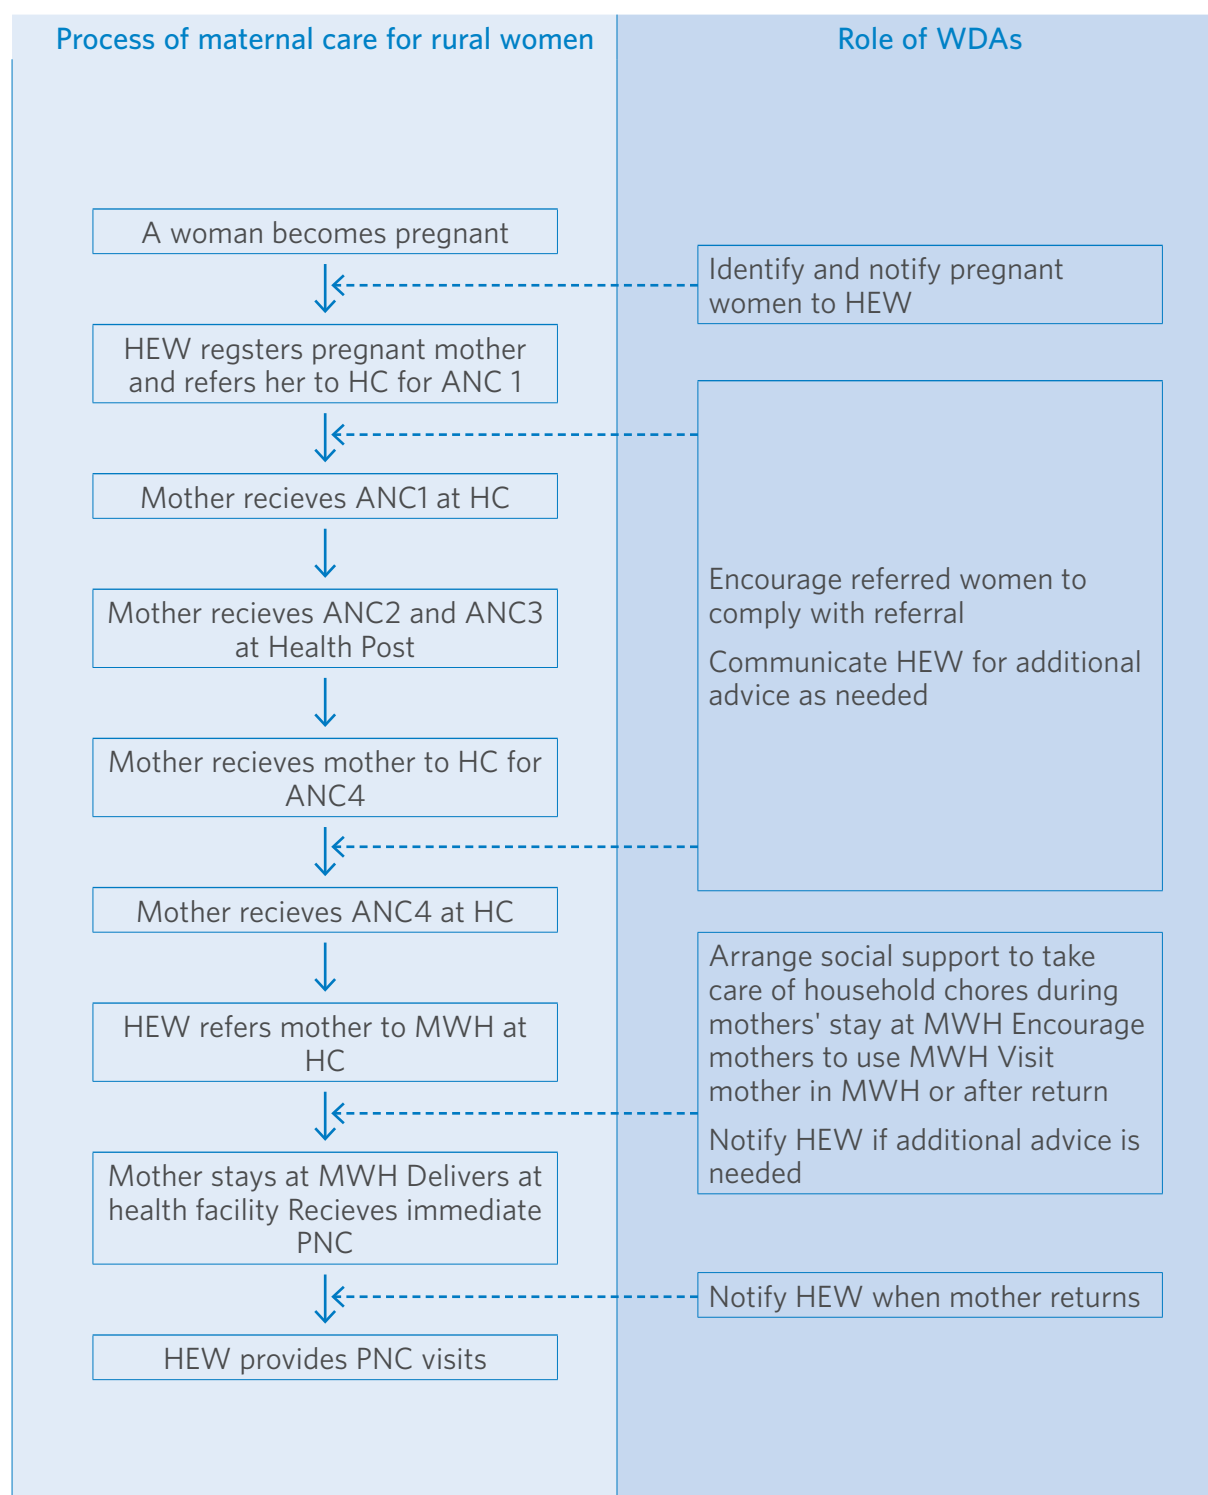 Process of maternal care for rural women
Role of WDAs
A woman becomes pregnant
Identify and notify pregnant
women to HEW
HEW regsters pregnant mother
and refers her to HC for ANC 1
Mother recieves ANC1 at HC
Mother recieves ANC2 and ANC3
at Health Post
Encourage referred women to
comply with referral
Communicate HEW for additional
advice as needed
Mother recieves mother to HC for
ANC4
Mother recieves ANC4 at HC
HEW refers mother to MWH at
HC
Arrange social support to take
care of household chores during
mothers' stay at MWH Encourage
mothers to use MWH Visit
mother in MWH or after return
Notify HEW if additional advice is
needed
Mother stays at MWH Delivers at
health facility Recieves immediate
PNC
Notify HEW when mother returns
HEW provides PNC visits